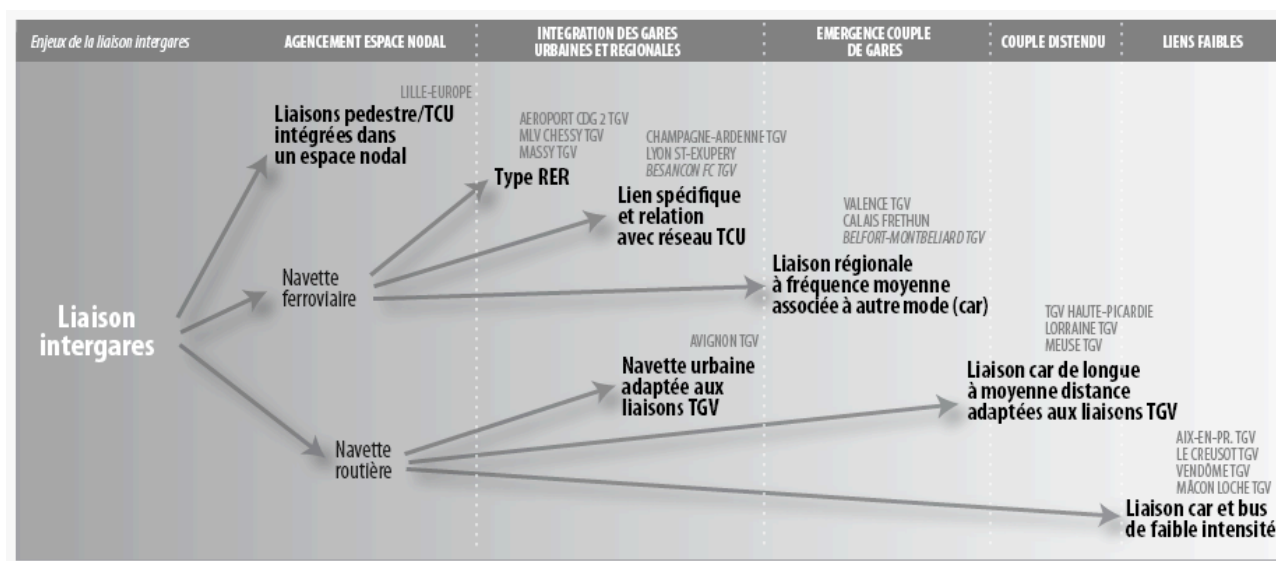 Enjeux de la liaison intergares
AGENCEMENT ESPACE NODAL
INTEGRATION DES GARES
URBAINES ET REGIONALES
EMERGENCE COUPLE
DE GARES
COUPLE DISTENDU
LIENS FAIBLES
LILLE-EUROPE
Liaisons pedestre/TCU
intégrées dans
un espace nodal
AEROPORT CDG 2 TGV
MLV CHESSY TGV
MASSY TGV
Type RER
CHAMPAGNE-ARDENNE TGV
LYON ST-EXUPERY
BESANCON FC TGV
Lien spécifique
et relation
avec réseau TCU
VALENCE TGV
CALAIS FRETHUN
BELFORT-MONTBELIARD TGV
Liaison régionale
à fréquence moyenne
associée à autre mode (car)
Navette
ferroviaire
Liaison
intergares
AVIGNON TGV
Navette urbaine
adaptée aux
liaisons TGV
TGV HAUTE-PICARDIE
LORRAINE TGV
MEUSE TGV
Liaison car de longue
à moyenne distance
adaptées aux liaisons TGV
Navette
routière
AIX-EN-PR. TGV
LE CREUSOT TGV
VENDÔME TGV
MÂCON LOCHE TGV
Liaison car et bus
de faible intensité